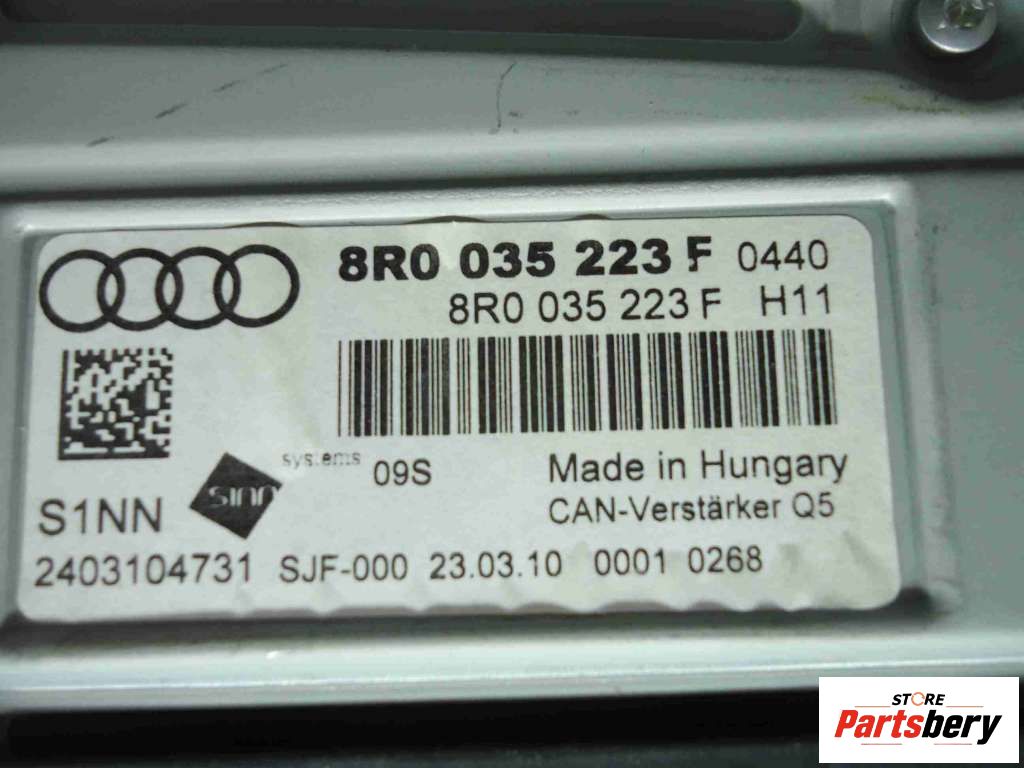 8R0 035 223 F 0440
8R0 035 223 F H11
systems
09S
Made in Hungary
sinn
S1NN
CAN-Verstärker Q5
2403104731 SJF-000 23.03.10 0001 0268
STORE
Partsbery